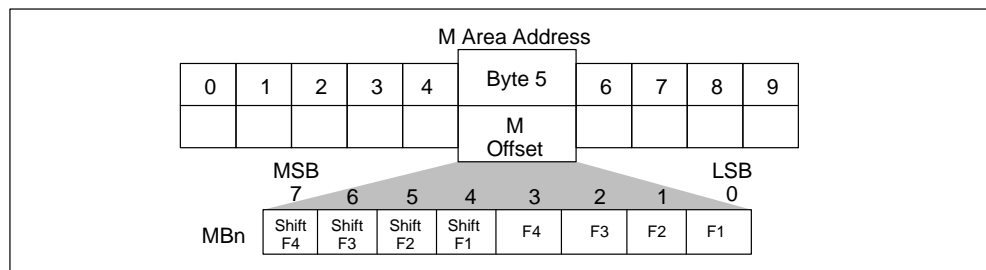 M Area Address
0 1 2 3 4 Byte 5 6 7 8 9
M
Offset
MSB LSB
7 6 5 4 3 2 1 0
MBn Shift F4 Shift F3 Shift F2 Shift F1 F4 F3 F2 F1